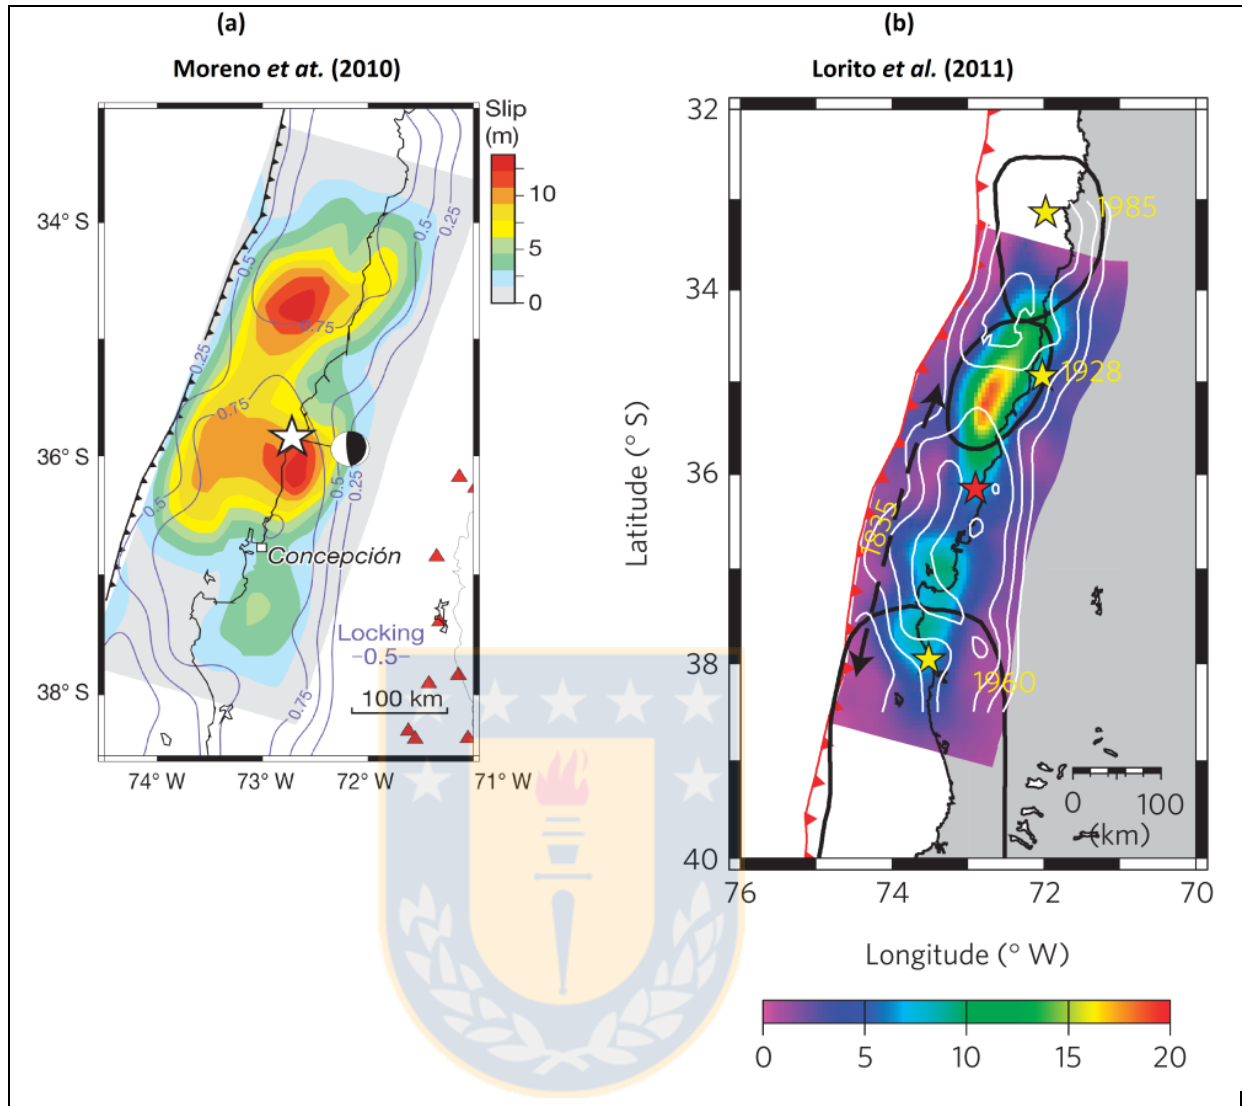 (a)
Moreno et at. (2010)
Slip
(m)
10
5
0
34° S
36° S
38° S
0.5
0.25
0.5
0.75
0.25
0.75
0.5
0.5
0.25
Concepción
Locking
–0.5–
0.75
100 km
74° W
73° W
72° W
71° W
(b)
Lorito et al. (2011)
32
34
36
38
40
Latitude (° S)
1985
1928
1835
1960
0
100
(km)
76
74
72
70
Longitude (° W)
0
5
10
15
20